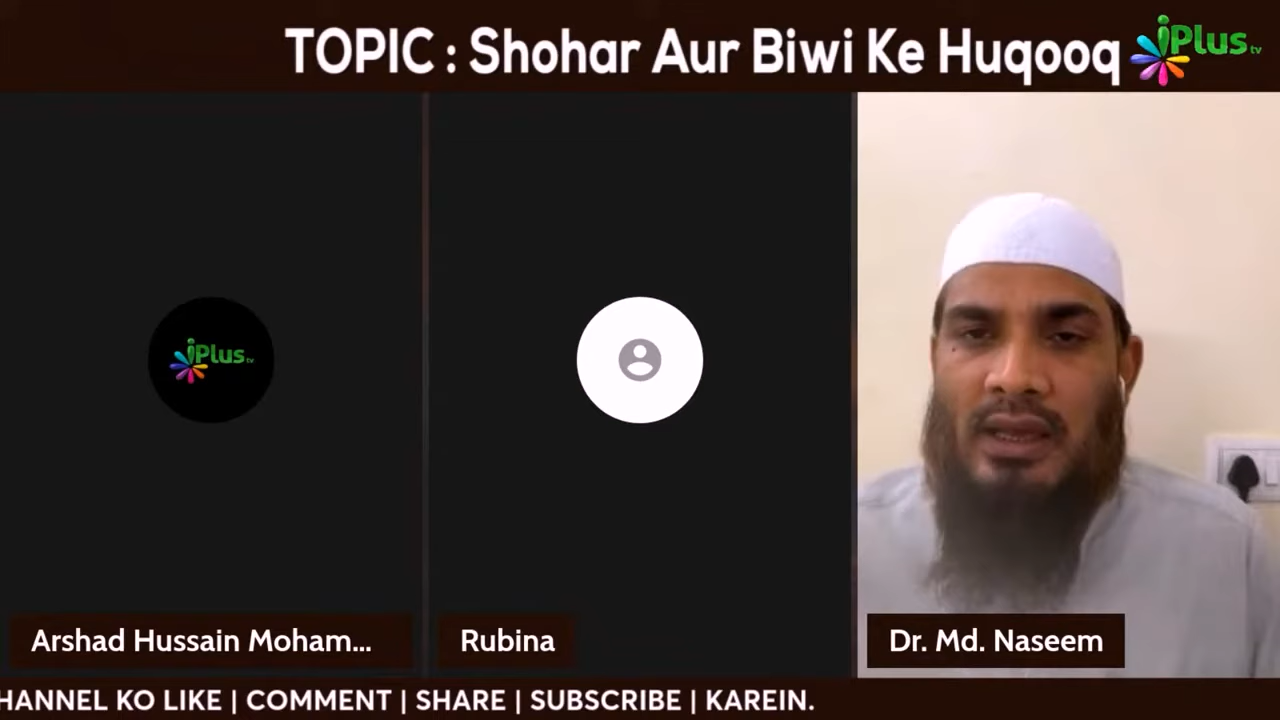 TOPIC : Shohar Aur Biwi Ke Huqooq
iPlus tv
iPlus tv
Arshad Hussain Moham...
Rubina
Dr. Md. Naseem
HANNEL KO LIKE | COMMENT | SHARE | SUBSCRIBE | KAREIN.